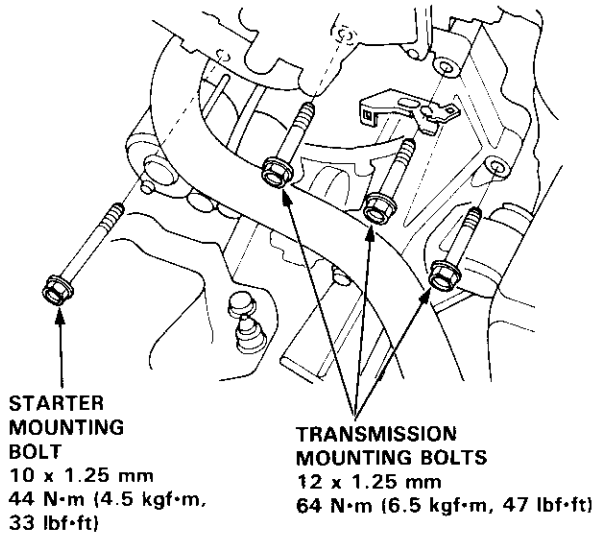 STARTER
MOUNTING
BOLT
10 x 1.25 mm
44 N·m (4.5 kgf·m,
33 lbf·ft)
TRANSMISSION
MOUNTING BOLTS
12 x 1.25 mm
64 N·m (6.5 kgf·m, 47 lbf·ft)